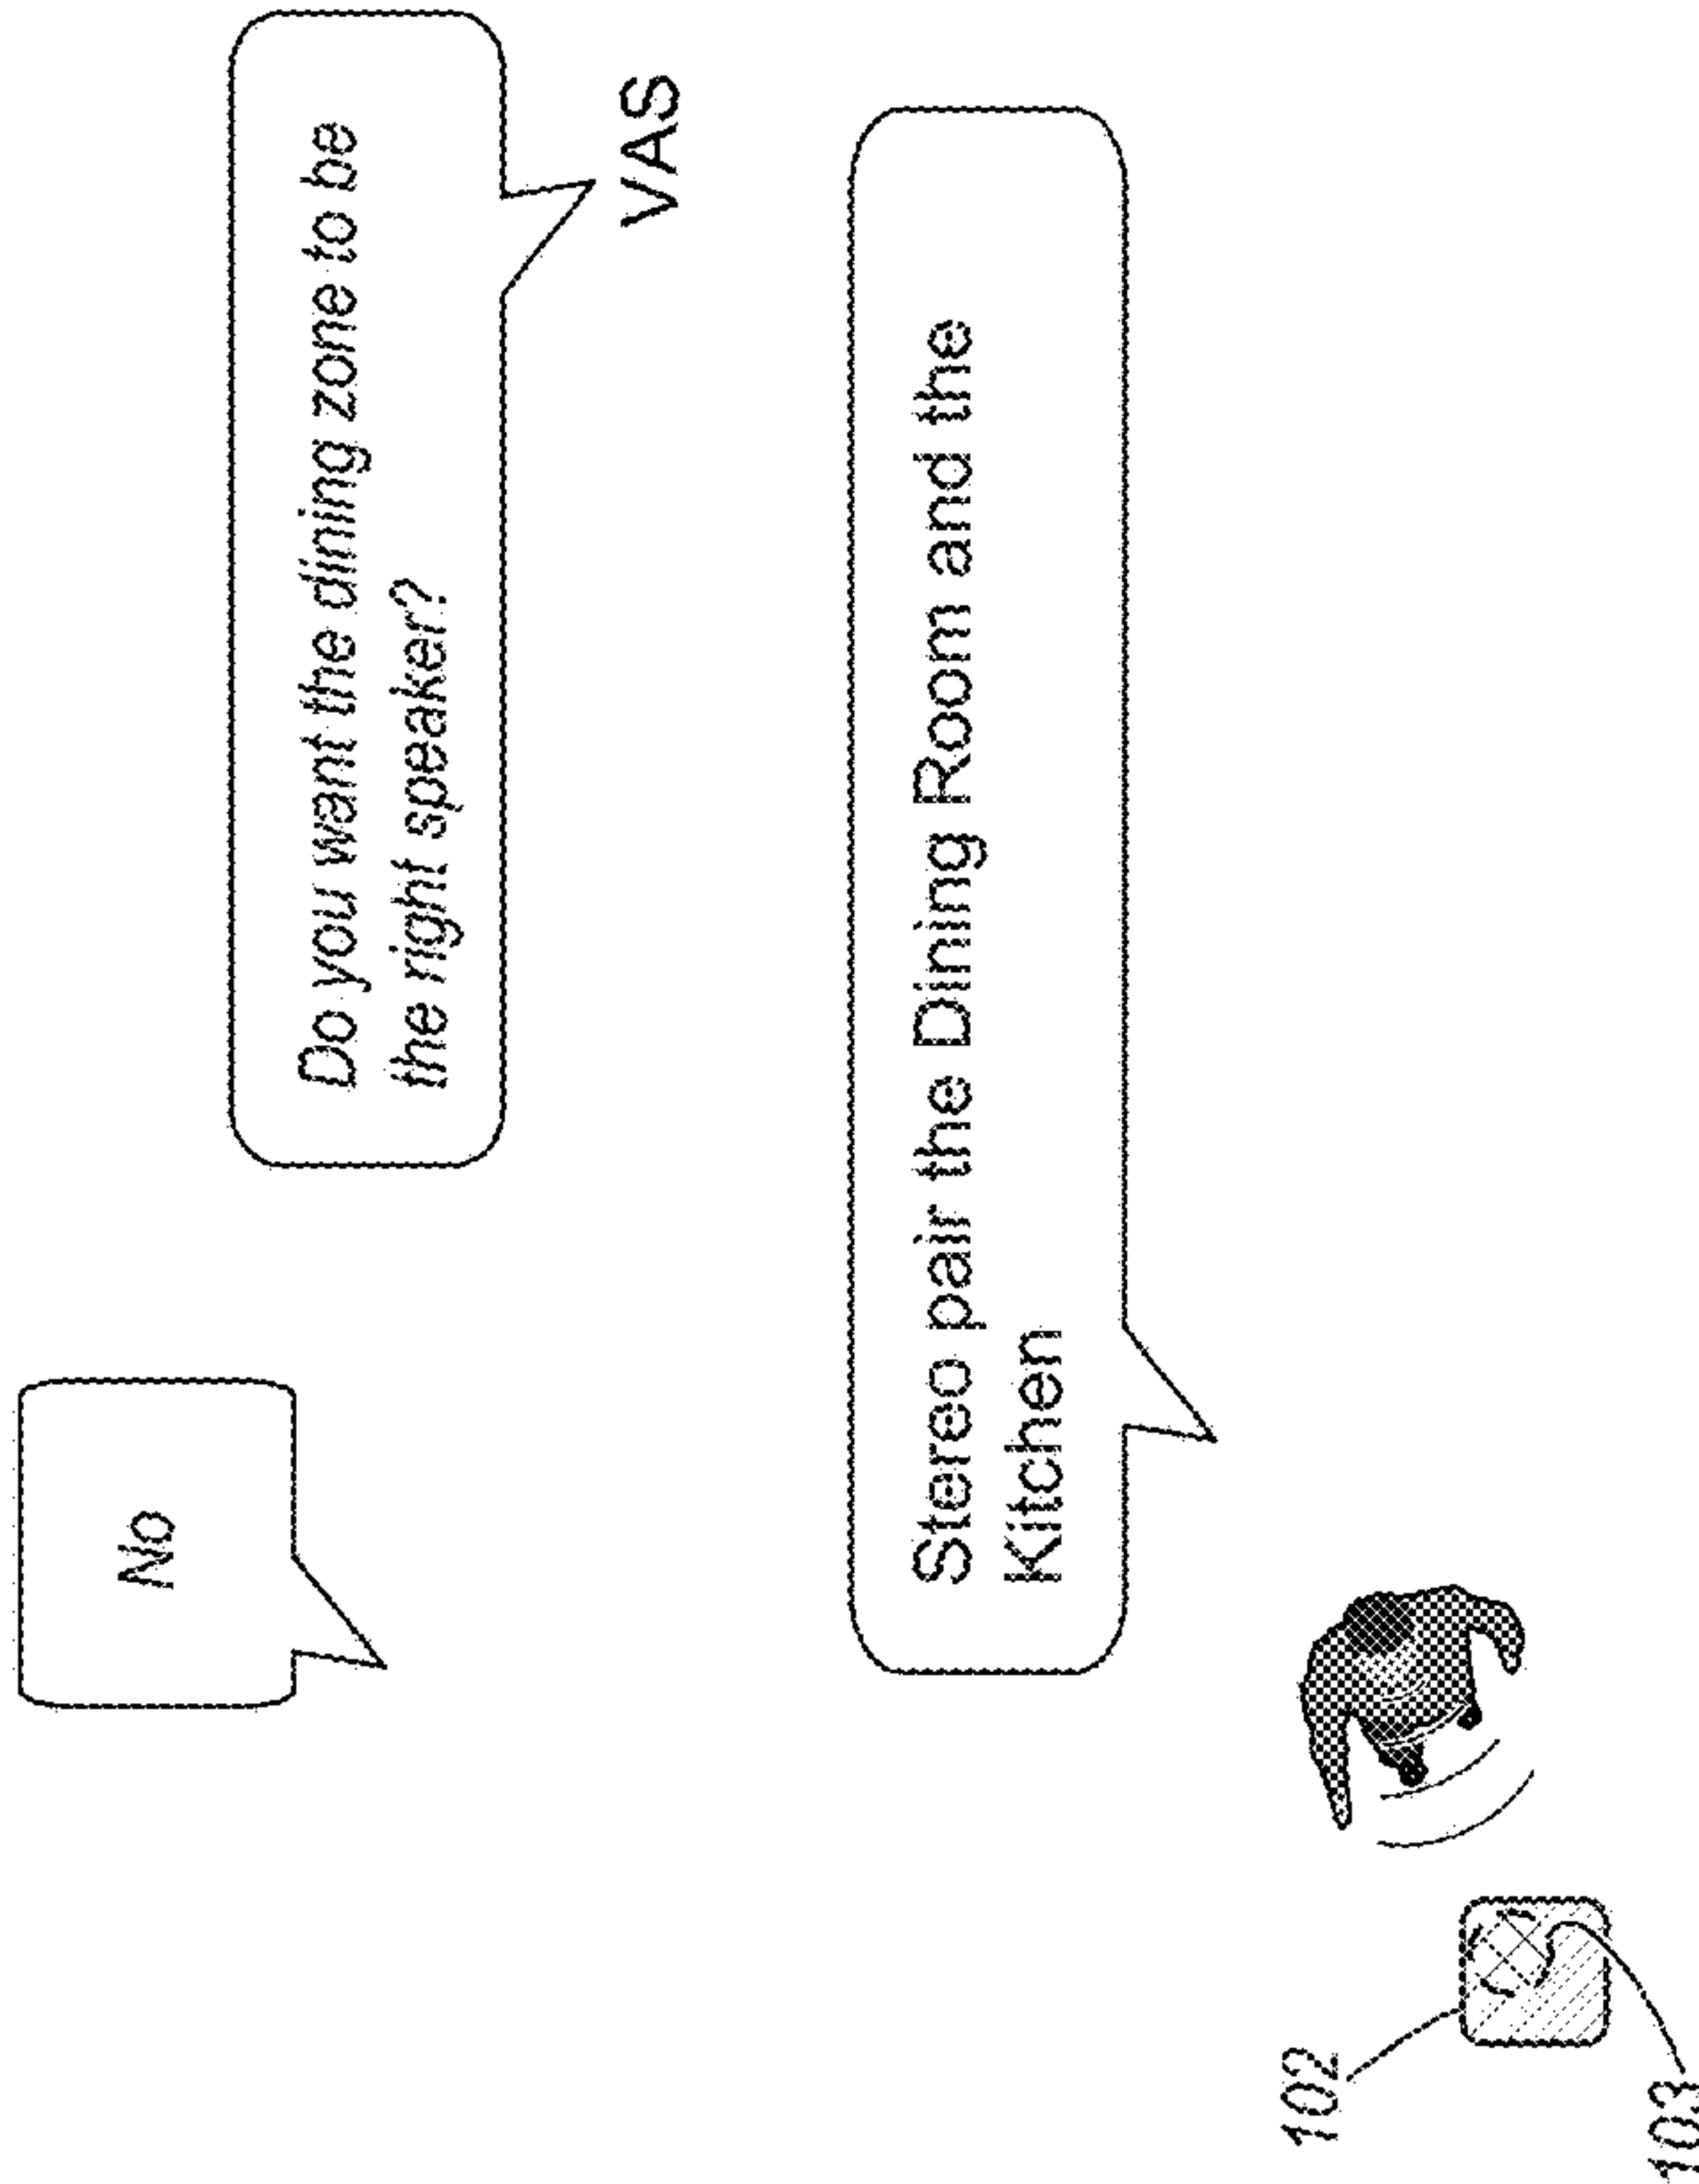 No
Do you want the dining zone to be
the right speaker?
VAS
Stereo pair the Dining Room and the
Kitchen
102
103